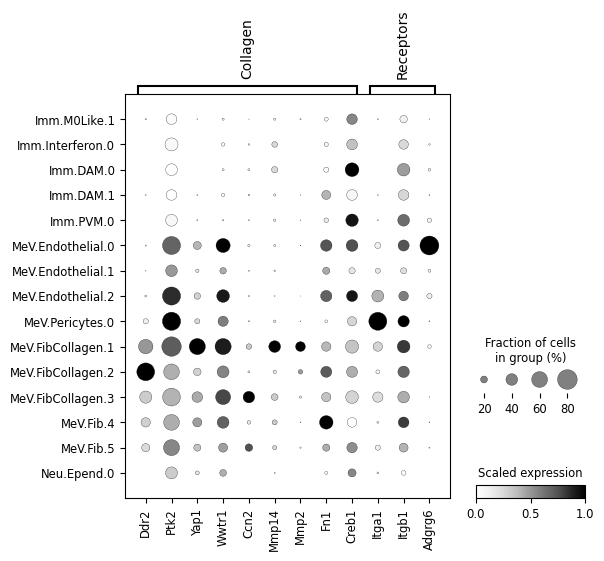 Collagen
Receptors
Imm.M0Like.1
Imm.Interferon.0
Imm.DAM.0
Imm.DAM.1
Imm.PVM.0
MeV.Endothelial.0
MeV.Endothelial.1
MeV.Endothelial.2
MeV.Pericytes.0
MeV.FibCollagen.1
MeV.FibCollagen.2
MeV.FibCollagen.3
MeV.Fib.4
MeV.Fib.5
Neu.Epend.0
Ddr2
Ptk2
Yap1
Wwtr1
Ccn2
Mmp14
Mmp2
Fn1
Creb1
Itga1
Itgb1
Adgrg6
Fraction of cells
in group (%)
20 40 60 80
Scaled expression
0.0 0.5 1.0